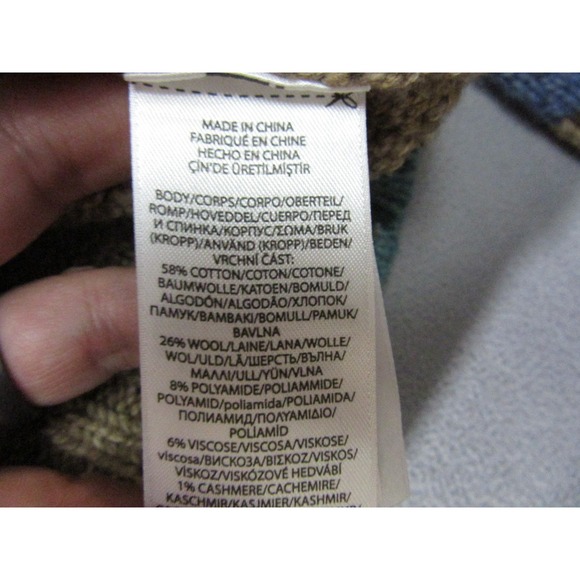 MADE IN CHINA
FABRIQUÉ EN CHINE
HECHO EN CHINA
ÇİN'DE ÜRETİLMİŞTİR
BODY/CORPS/CORPO/OBERTEIL/
ROMP/HOVEDDEL/CUERPO/ПЕРЕД
И СПИНКА/КОРПУС/ΣΩΜΑ/BRUK
(KROPP)/ANVÄND (KROPP)/BEDEN/
VRCHNÍ ČÁST:
58% COTTON/COTON/COTONE/
BAUMWOLLE/KATOEN/BOMULD/
ALGODÓN/ALGODÃO/ХЛОПОК/
ПАМУК/ΒΑΜΒΑΚΙ/BOMULL/PAMUK/
BAVLNA
26% WOOL/LAINE/LANA/WOLLE/
WOL/ULD/LÃ/ШЕРСТЬ/ВЪЛНА/
ΜΑΛΛΙ/ULL/YÜN/VLNA
8% POLYAMIDE/POLIAMMIDE/
POLYAMID/poliamida/POLIAMIDA/
ПОЛИАМИД/ΠΟΛΥΑΜΙΔΙΟ/
POLÍAMID
6% VISCOSE/VISCOSA/VISKOSE/
viscosa/ВИСКОЗА/ΒΙΣΚΟΖ/VISKOS/
VİSKOZ/VISKÓZOVÉ HEDVÁBÍ
1% CASHMERE/CACHEMIRE/
KASCHMIR/KASJMIER/KASHMIR/